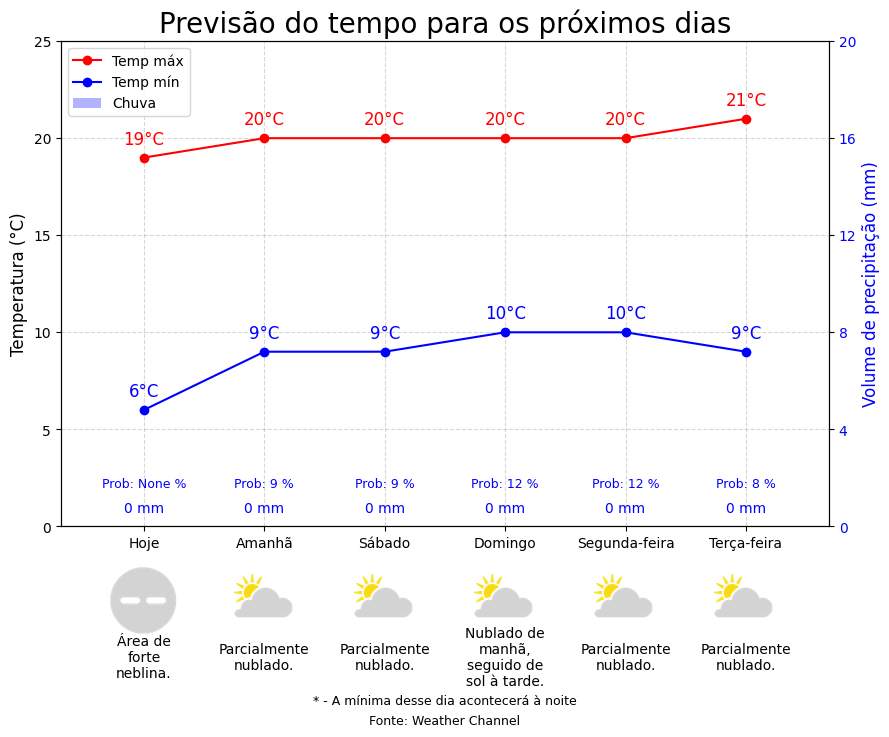 Previsão do tempo para os próximos dias
Temp máx
Temp mín
Chuva
Temperatura (°C)
25
20
15
10
5
0
Volume de precipitação (mm)
20
16
12
8
4
0
19°C 20°C 20°C 20°C 20°C 21°C
6°C 9°C 9°C 10°C 10°C 9°C
Prob: None % Prob: 9 % Prob: 9 % Prob: 12 % Prob: 12 % Prob: 8 %
0 mm 0 mm 0 mm 0 mm 0 mm 0 mm
Hoje Amanhã Sábado Domingo Segunda-feira Terça-feira
Área de
forte
neblina.
Parcialmente
nublado.
Parcialmente
nublado.
Nublado de
manhã,
seguido de
sol à tarde.
Parcialmente
nublado.
Parcialmente
nublado.
* - A mínima desse dia acontecerá à noite
Fonte: Weather Channel